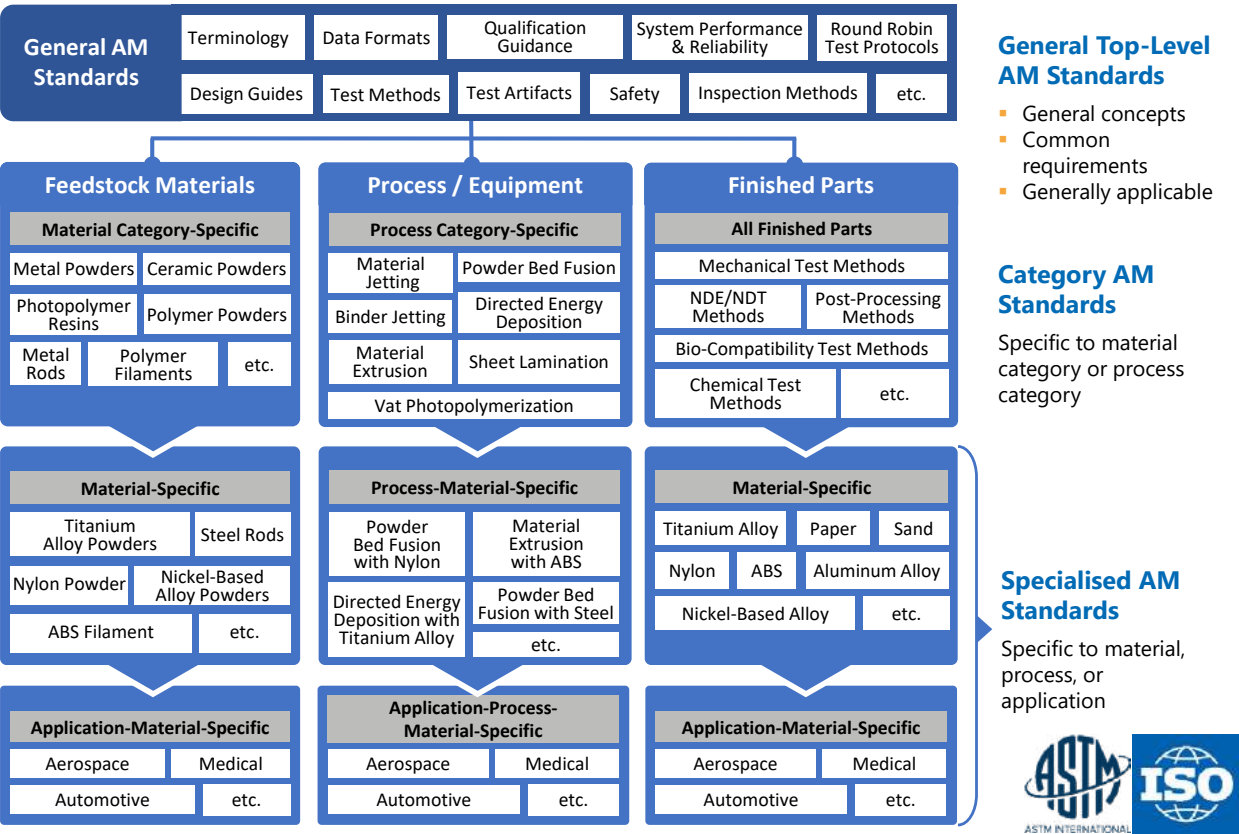 General AM
Standards
Terminology
Data Formats
Qualification
Guidance
System Performance
& Reliability
Round Robin
Test Protocols
Design Guides
Test Methods
Test Artifacts
Safety
Inspection Methods
etc.
General Top-Level
AM Standards
General concepts
Common
requirements
Generally applicable
Feedstock Materials
Material Category-Specific
Metal Powders
Ceramic Powders
Photopolymer
Resins
Polymer Powders
Metal
Rods
Polymer
Filaments
etc.
Process / Equipment
Process Category-Specific
Material
Jetting
Powder Bed Fusion
Binder Jetting
Directed Energy
Deposition
Material
Extrusion
Sheet Lamination
Vat Photopolymerization
Finished Parts
All Finished Parts
Mechanical Test Methods
NDE/NDT
Methods
Post-Processing
Methods
Bio-Compatibility Test Methods
Chemical Test
Methods
etc.
Category AM
Standards
Specific to material
category or process
category
Material-Specific
Titanium
Alloy Powders
Steel Rods
Nylon Powder
Nickel-Based
Alloy Powders
ABS Filament
etc.
Process-Material-Specific
Powder
Bed Fusion
with Nylon
Material
Extrusion
with ABS
Directed Energy
Deposition with
Titanium Alloy
Powder Bed
Fusion with Steel
etc.
Material-Specific
Titanium Alloy
Paper
Sand
Nylon
ABS
Aluminum Alloy
Nickel-Based Alloy
etc.
Specialised AM
Standards
Specific to material,
process, or
application
Application-Material-Specific
Aerospace
Medical
Automotive
etc.
Application-Process-
Material-Specific
Aerospace
Medical
Automotive
etc.
Application-Material-Specific
Aerospace
Medical
Automotive
etc.
ASTM
ASTM INTERNATIONAL
ISO